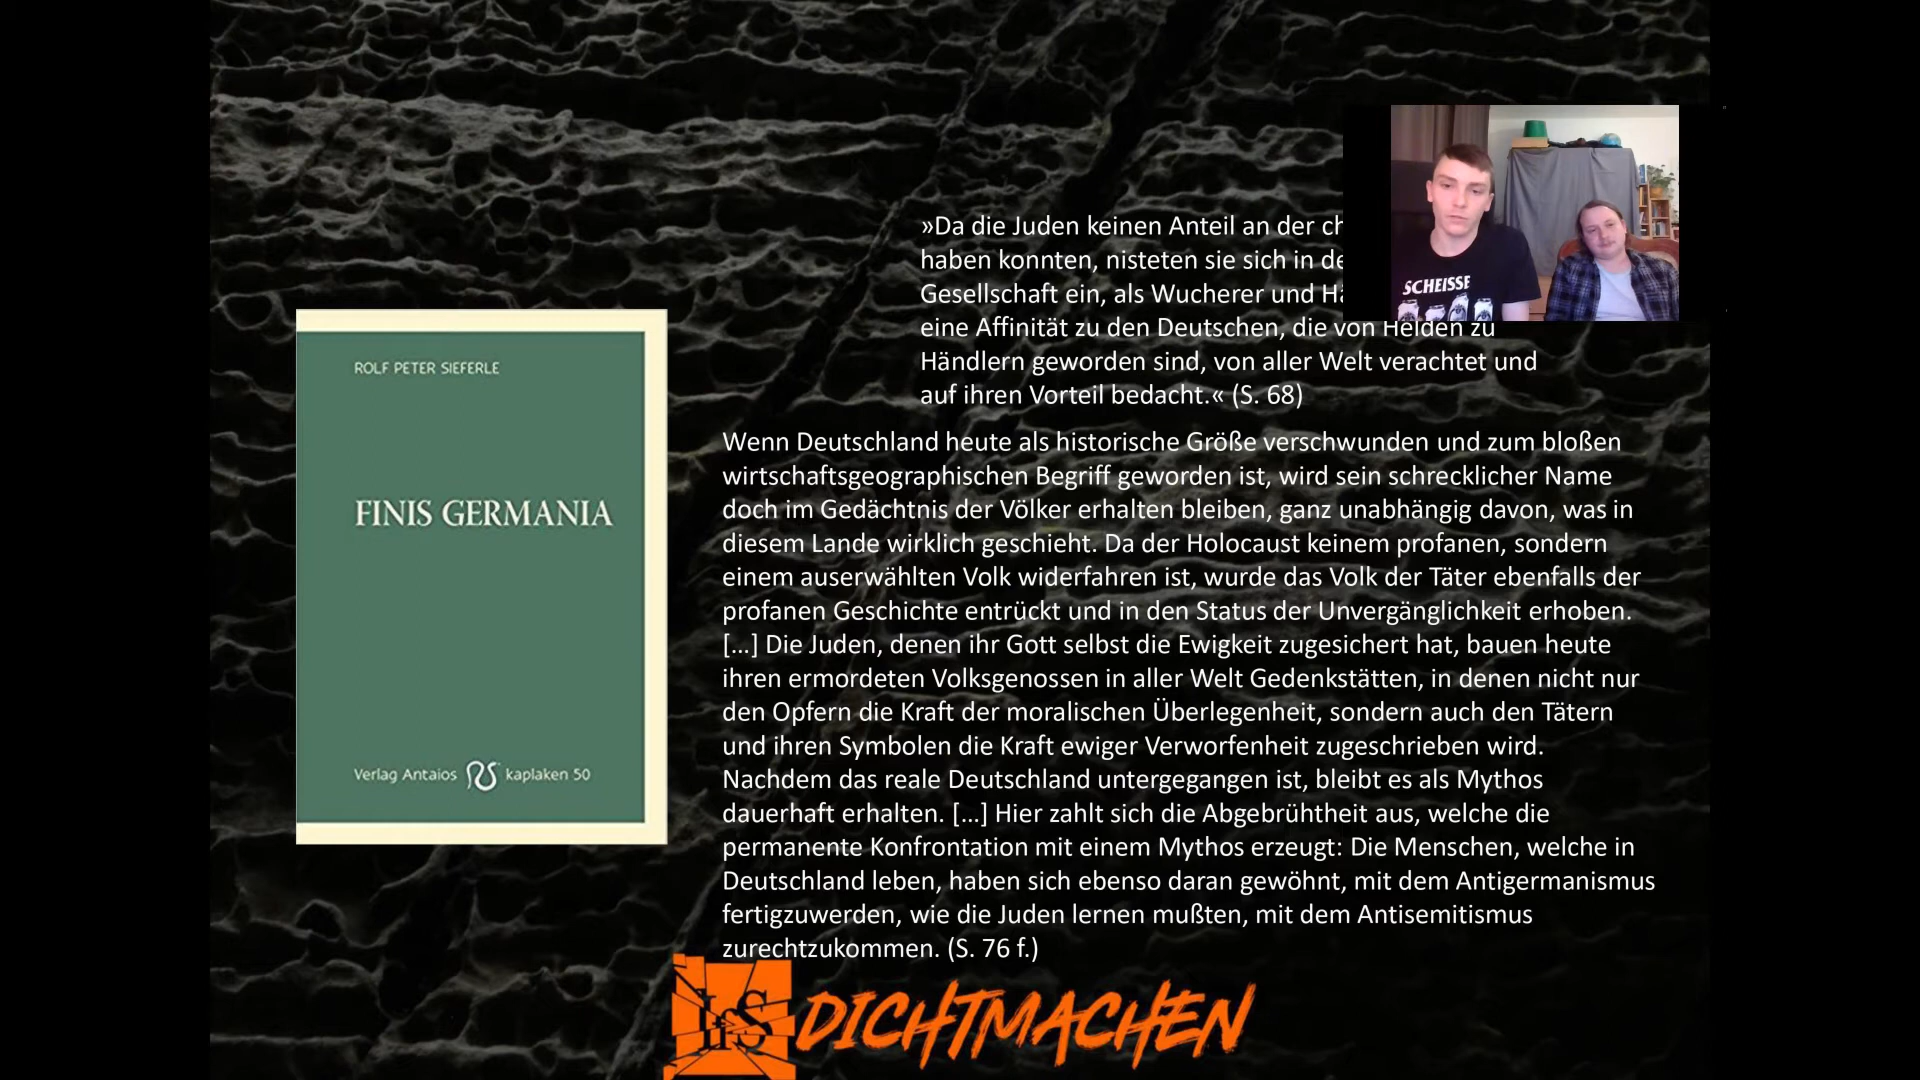 »Da die Juden keinen Anteil an der
haben konnten, nisteten sie sich in
Gesellschaft ein, als Wucherer und
eine Affinität zu den Deutschen, die von Helden zu
Händlern geworden sind, von aller Welt verachtet und
auf ihren Vorteil bedacht.« (S. 68)
SCHEISSE
ROLF PETER SIEFERLE
FINIS GERMANIA
Verlag Antaios kaplaken 50
Wenn Deutschland heute als historische Größe verschwunden und zum bloßen
wirtschaftsgeographischen Begriff geworden ist, wird sein schrecklicher Name
doch im Gedächtnis der Völker erhalten bleiben, ganz unabhängig davon, was in
diesem Lande wirklich geschieht. Da der Holocaust keinem profanen, sondern
einem auserwählten Volk widerfahren ist, wurde das Volk der Täter ebenfalls der
profanen Geschichte entrückt und in den Status der Unvergänglichkeit erhoben.
[…] Die Juden, denen ihr Gott selbst die Ewigkeit zugesichert hat, bauen heute
ihren ermordeten Volksgenossen in aller Welt Gedenkstätten, in denen nicht nur
den Opfern die Kraft der moralischen Überlegenheit, sondern auch den Tätern
und ihren Symbolen die Kraft ewiger Verworfenheit zugeschrieben wird.
Nachdem das reale Deutschland untergegangen ist, bleibt es als Mythos
dauerhaft erhalten. […] Hier zahlt sich die Abgebrühtheit aus, welche die
permanente Konfrontation mit einem Mythos erzeugt: Die Menschen, welche in
Deutschland leben, haben sich ebenso daran gewöhnt, mit dem Antigermanismus
fertigzuwerden, wie die Juden lernen mußten, mit dem Antisemitismus
zurechtzukommen. (S. 76 f.)
IfS DICHTMACHEN